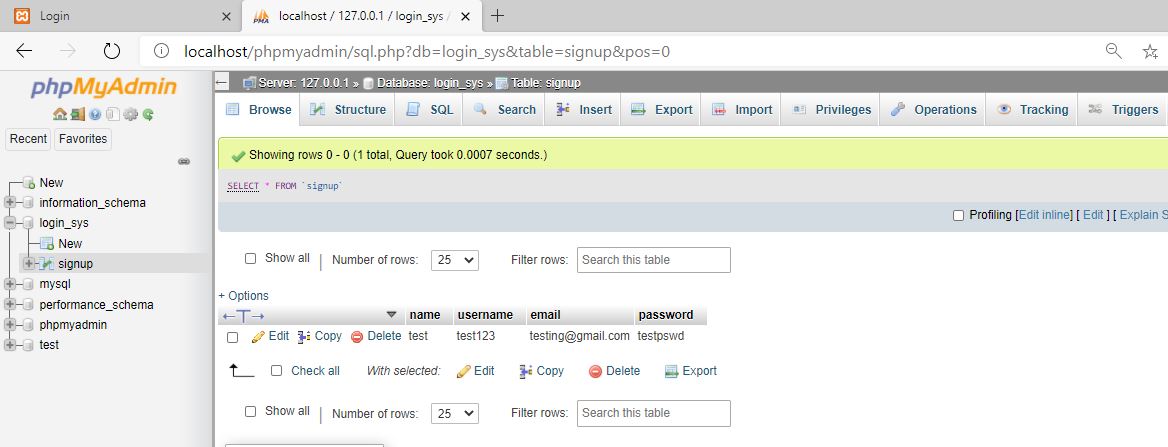 Login
localhost / 127.0.0.1 / login_sys /
localhost/phpmyadmin/sql.php?db=login_sys&table=signup&pos=0
phpMyAdmin
Recent Favorites
New
information_schema
login_sys
New
signup
mysql
performance_schema
phpmyadmin
test
Server: 127.0.0.1 » Database: login_sys » Table: signup
Browse Structure SQL Search Insert Export Import Privileges Operations Tracking Triggers
Showing rows 0 - 0 (1 total, Query took 0.0007 seconds.)
SELECT * FROM `signup`
Profiling [Edit inline] [ Edit ] [ Explain S
Show all | Number of rows: 25 Filter rows: Search this table
+ Options
←T→ name username email password
Edit Copy Delete test test123 testing@gmail.com testpswd
Check all With selected: Edit Copy Delete Export
Show all | Number of rows: 25 Filter rows: Search this table